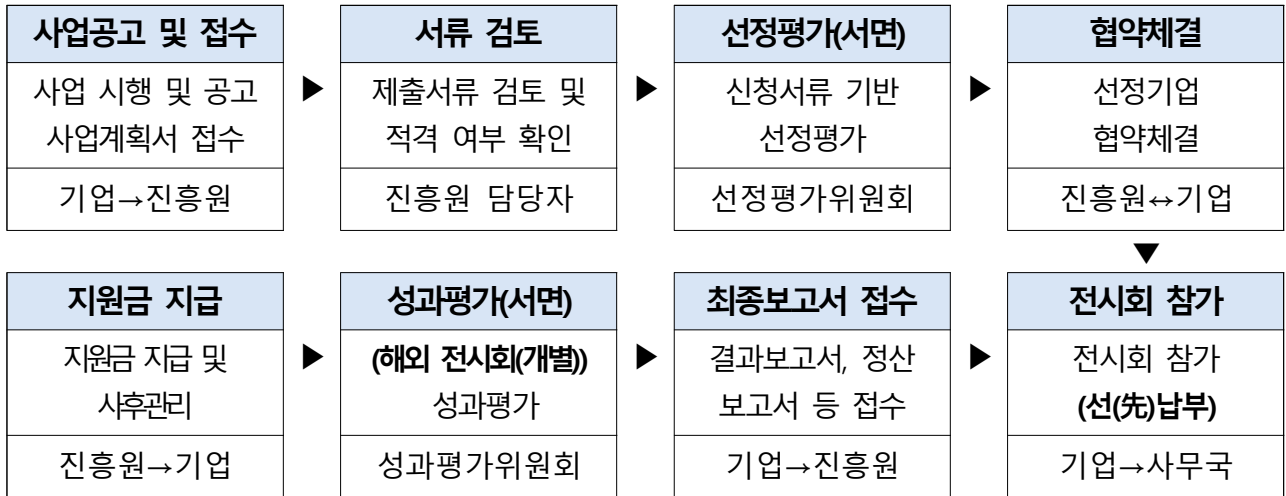 사업공고 및 접수
사업 시행 및 공고
사업계획서 접수
기업→진흥원
▶
서류 검토
제출서류 검토 및
적격 여부 확인
진흥원 담당자
▶
선정평가(서면)
신청서류 기반
선정평가
선정평가위원회
▶
협약체결
선정기업
협약체결
진흥원↔기업
▼
지원금 지급
지원금 지급 및
사후관리
진흥원→기업
▶
성과평가(서면)
(해외 전시회(개별))
성과평가
성과평가위원회
▶
최종보고서 접수
결과보고서, 정산
보고서 등 접수
기업→진흥원
▶
전시회 참가
전시회 참가
(선(先)납부)
기업→사무국